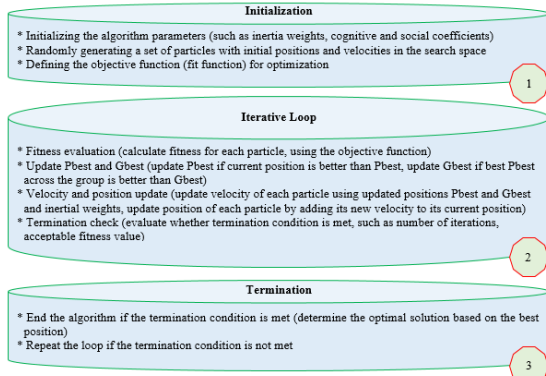 Initialization
* Initializing the algorithm parameters (such as inertia weights, cognitive and social coefficients)
* Randomly generating a set of particles with initial positions and velocities in the search space
* Defining the objective function (fit function) for optimization
1
Iterative Loop
* Fitness evaluation (calculate fitness for each particle, using the objective function)
* Update Pbest and Gbest (update Pbest if current position is better than Pbest, update Gbest if best Pbest
across the group is better than Gbest)
* Velocity and position update (update velocity of each particle using updated positions Pbest and Gbest
and inertial weights, update position of each particle by adding its new velocity to its current position)
* Termination check (evaluate whether termination condition is met, such as number of iterations,
acceptable fitness value)
2
Termination
* End the algorithm if the termination condition is met (determine the optimal solution based on the best
position)
* Repeat the loop if the termination condition is not met
3